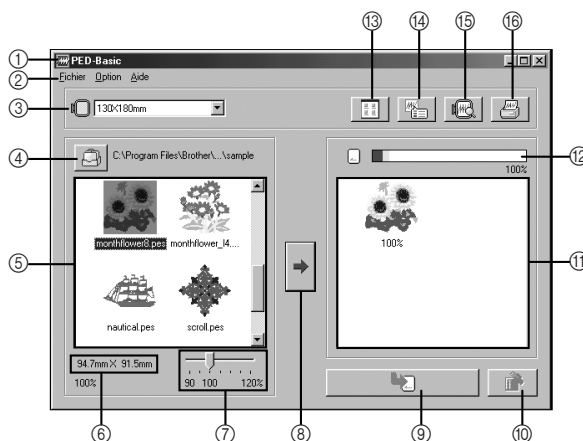 ⑬ ⑭ ⑮ ⑯
① PED-Basic
② Fichier Option Aide
③ 130X180mm
④ C:\Program Files\Brother\...\sample
⑫
100%
monthflower8.pes monthflower_l4....
100%
⑤
⑪
nautical.pes scroll.pes
94.7mm X 91.5mm
100%
90 100 120%
⑥ ⑦ ⑧ ⑨ ⑩